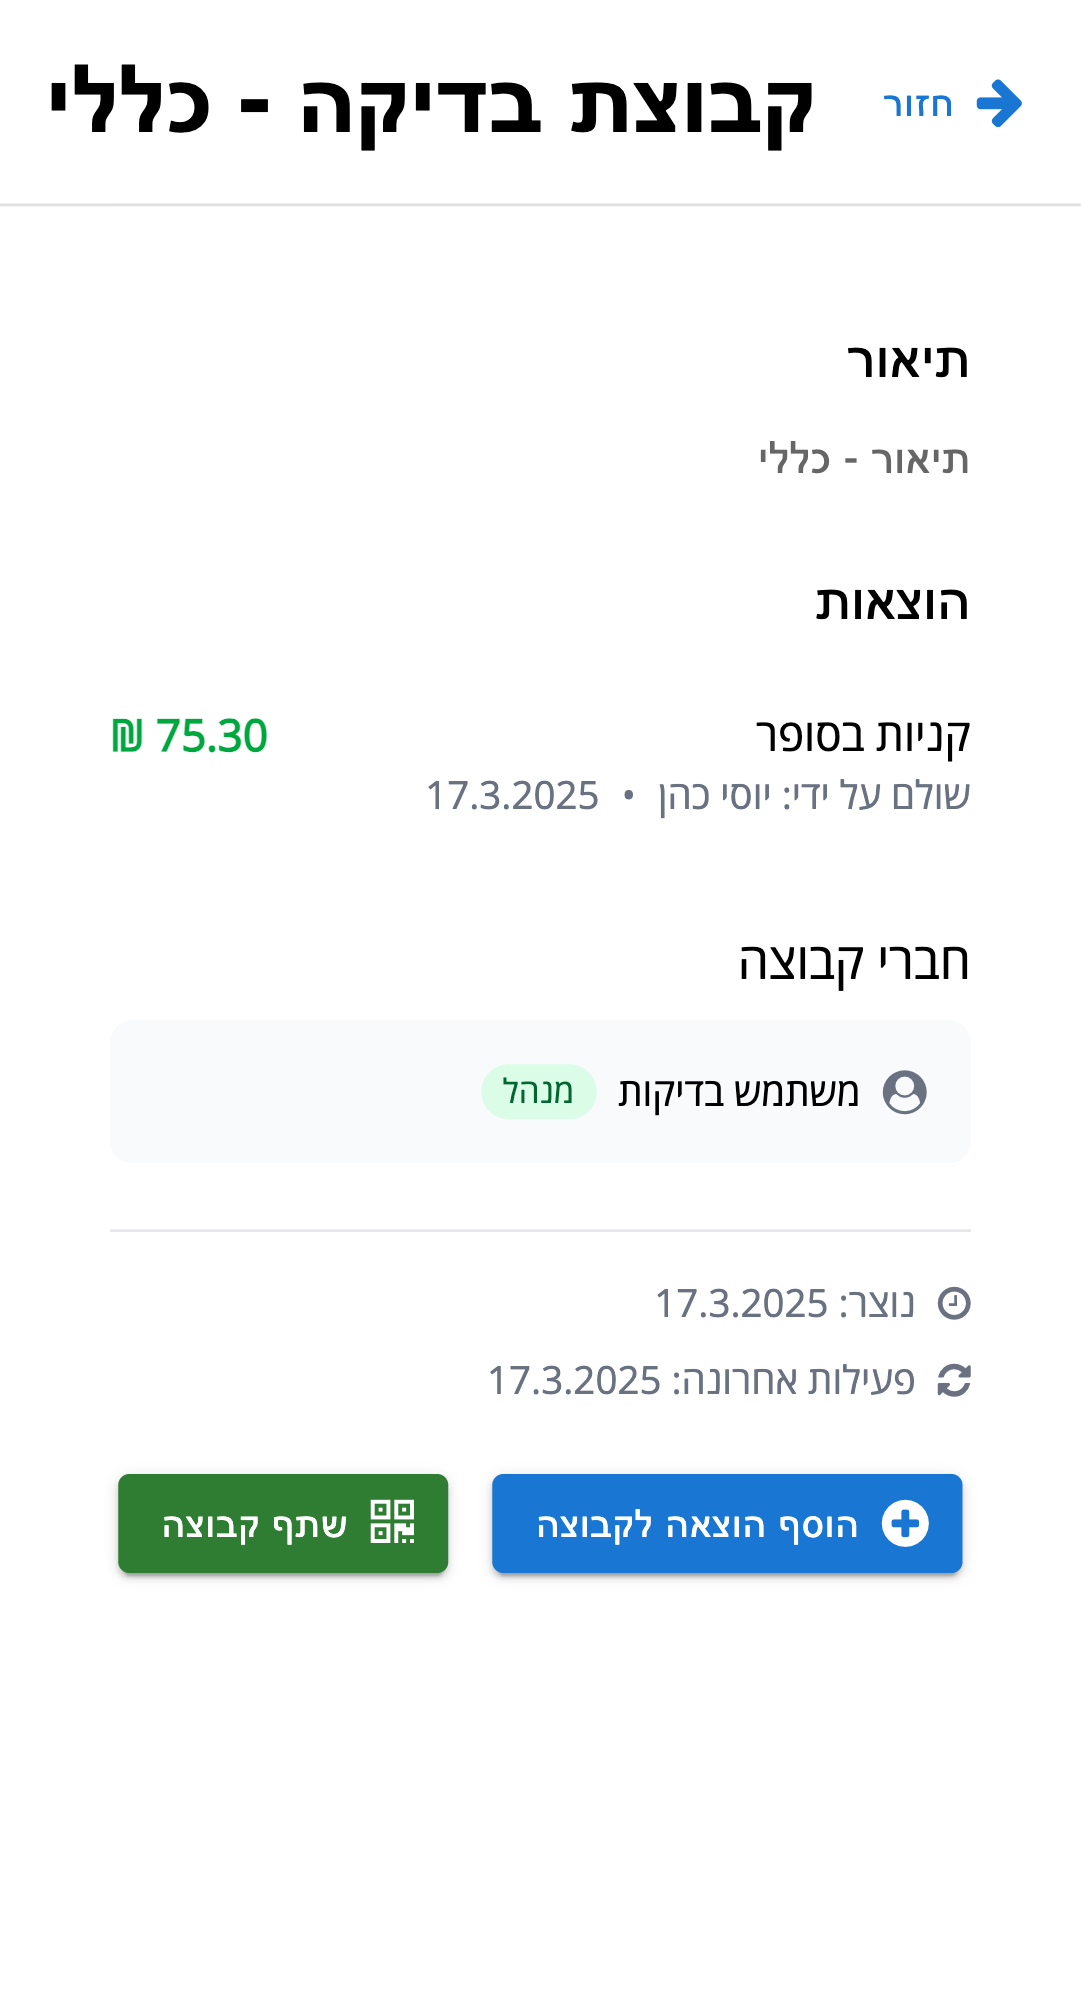 חזור
קבוצת בדיקה - כללי
תיאור
תיאור - כללי
הוצאות
קניות בסופר
75.30 ₪
שולם על ידי: יוסי כהן • 17.3.2025
חברי קבוצה
משתמש בדיקות מנהל
נוצר: 17.3.2025
פעילות אחרונה: 17.3.2025
הוסף הוצאה לקבוצה
שתף קבוצה